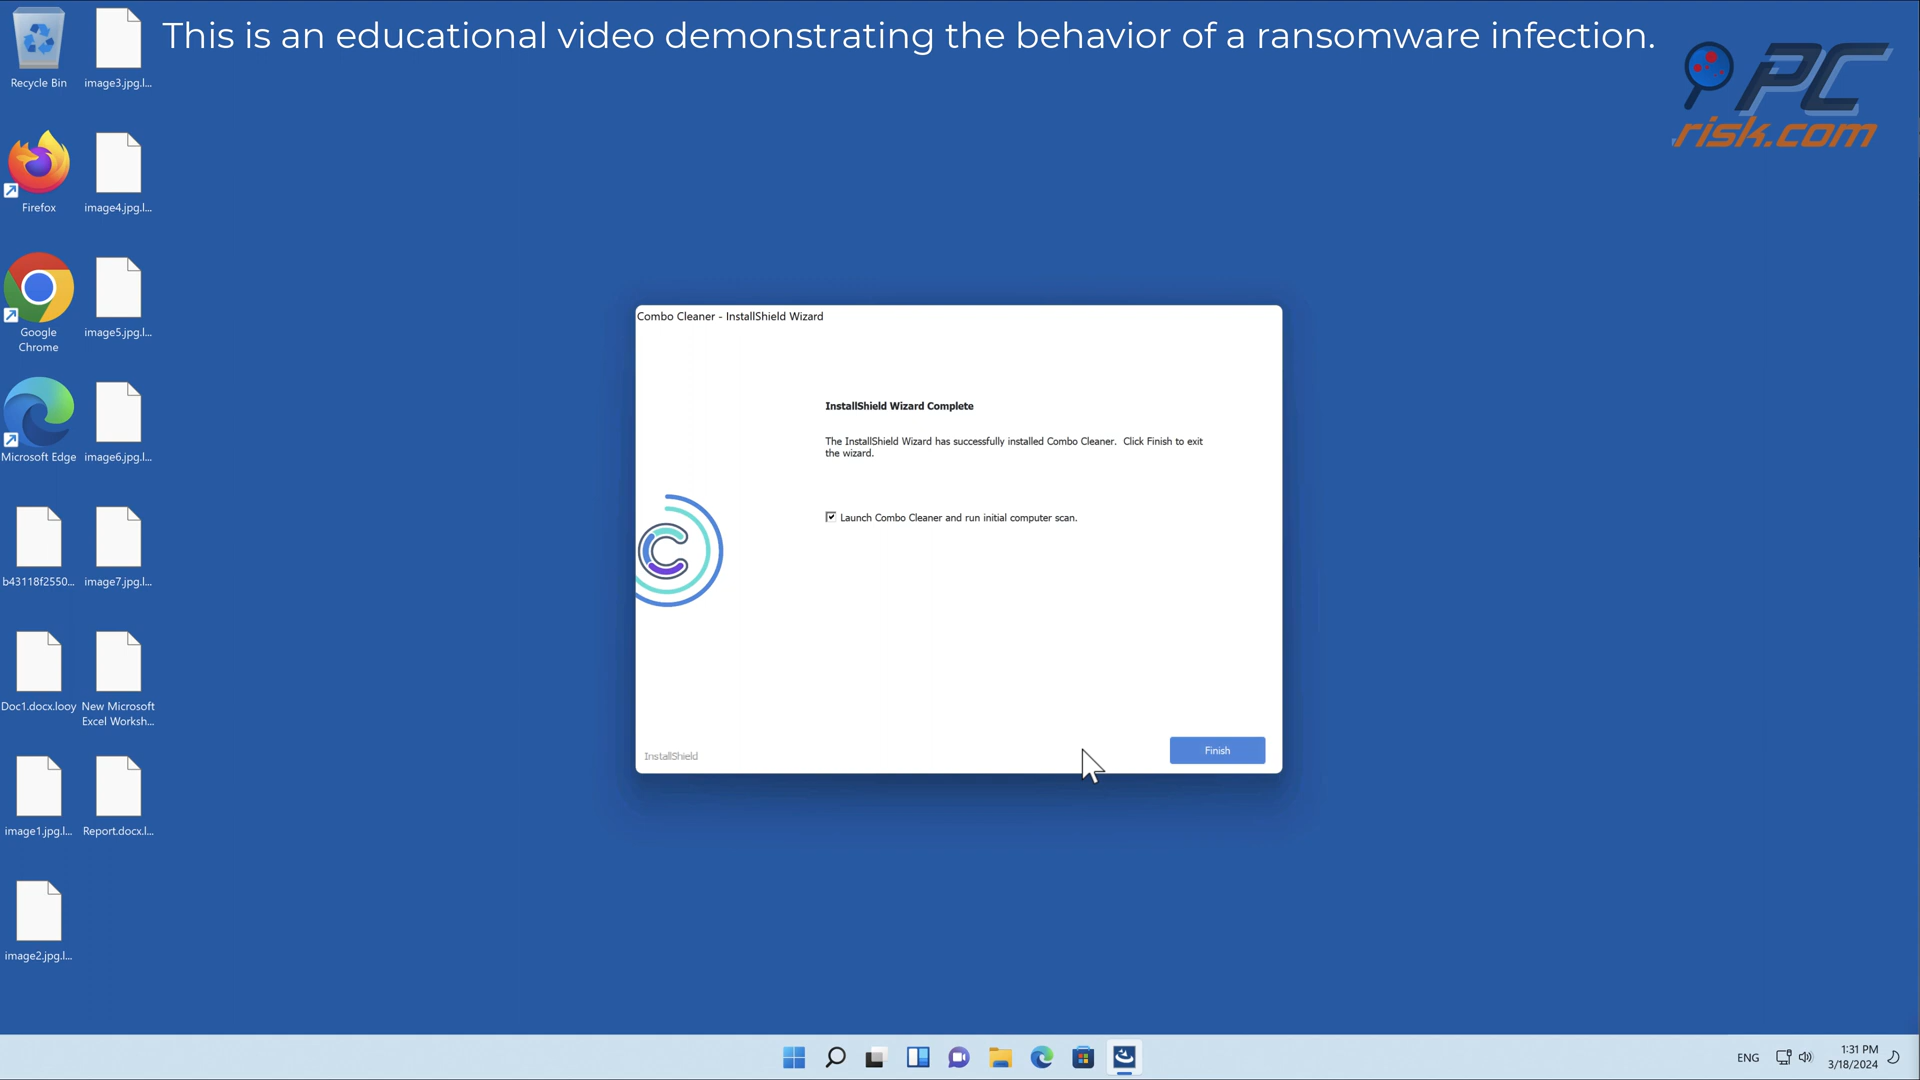 This is an educational video demonstrating the behavior of a ransomware infection.
PC
risk.com
Recycle Bin
image3.jpg.l...
Firefox
image4.jpg.l...
Google
Chrome
image5.jpg.l...
Microsoft Edge
image6.jpg.l...
b43118f2550...
image7.jpg.l...
Doc1.docx.looy
New Microsoft
Excel Worksh...
image1.jpg.l...
Report.docx.l...
image2.jpg.l...
Combo Cleaner - InstallShield Wizard
InstallShield Wizard Complete
The InstallShield Wizard has successfully installed Combo Cleaner. Click Finish to exit
the wizard.
Launch Combo Cleaner and run initial computer scan.
InstallShield
Finish
ENG
1:31 PM
3/18/2024